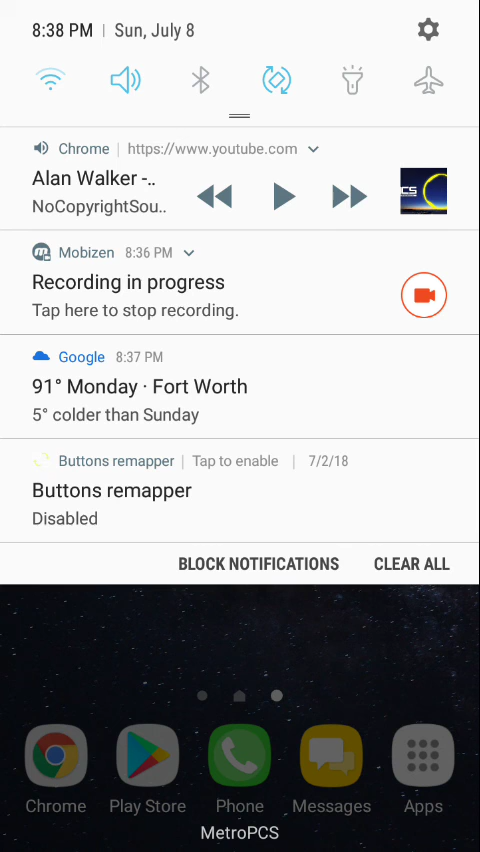 8:38 PM | Sun, July 8
Chrome | https://www.youtube.com
Alan Walker -..
NoCopyrightSou..
CS
Mobizen 8:36 PM
Recording in progress
Tap here to stop recording.
Google 8:37 PM
91° Monday · Fort Worth
5° colder than Sunday
Buttons remapper | Tap to enable | 7/2/18
Buttons remapper
Disabled
BLOCK NOTIFICATIONS CLEAR ALL
Chrome Play Store Phone Messages Apps
MetroPCS